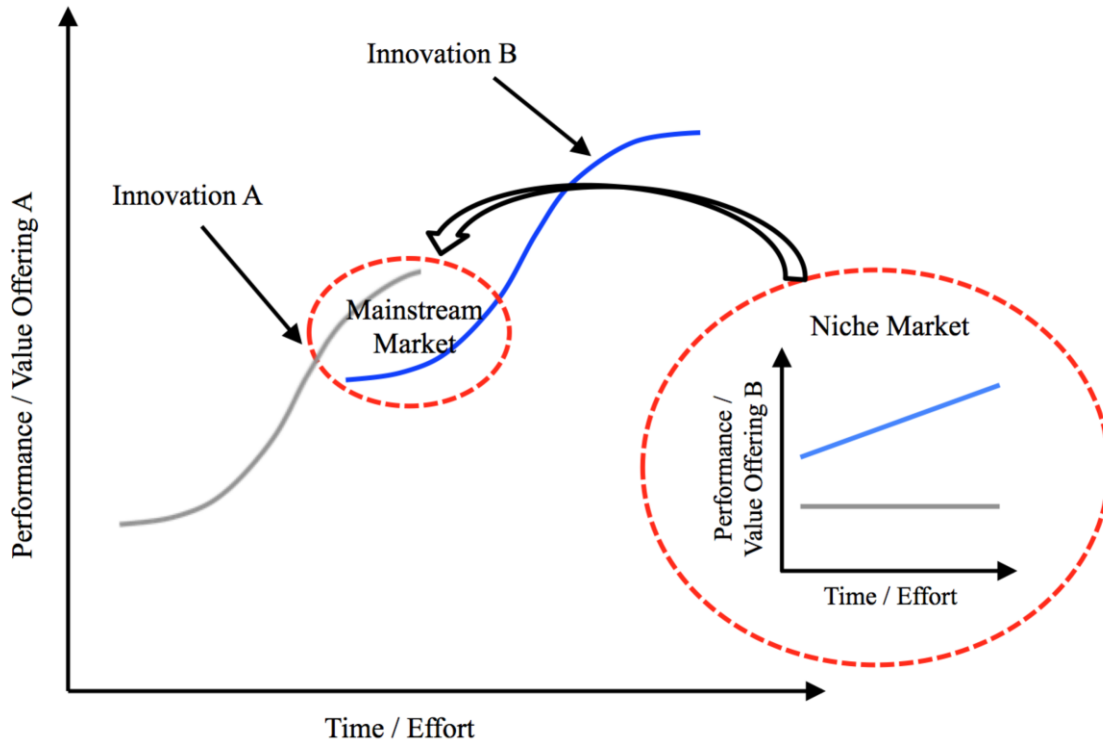 Innovation B
Innovation A
Performance / Value Offering A
Mainstream
Market
Niche Market
Performance /
Value Offering B
Time / Effort
Time / Effort